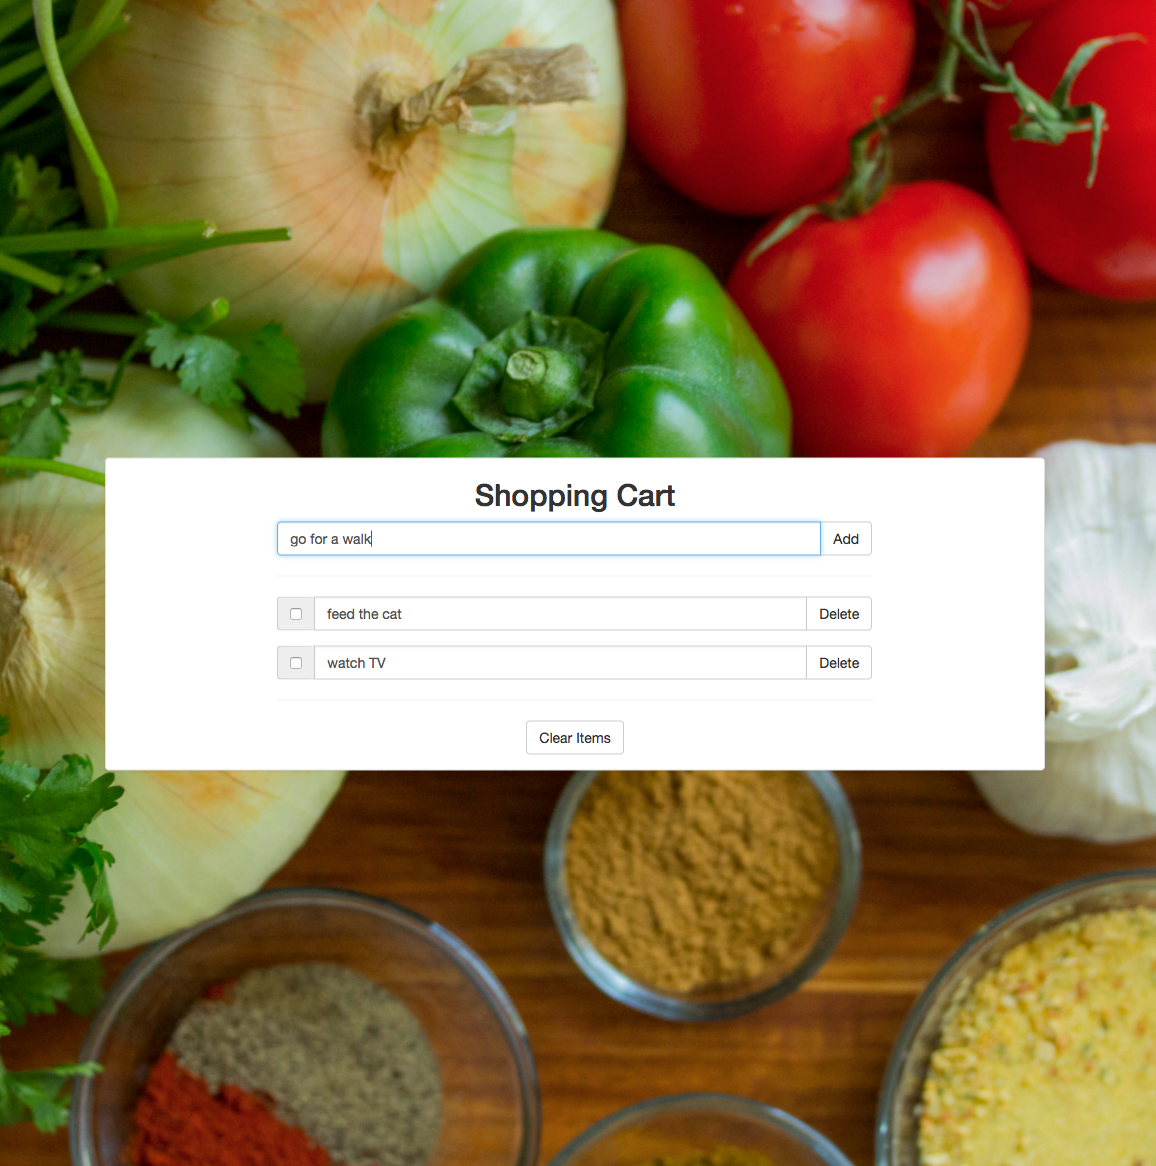 Shopping Cart
go for a walk
Add
feed the cat
Delete
watch TV
Delete
Clear Items